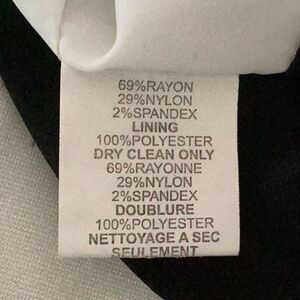 69%RAYON
29%NYLON
2%SPANDEX
LINING
100%POLYESTER
DRY CLEAN ONLY
69%RAYONNE
29%NYLON
2%SPANDEX
DOUBLURE
100%POLYESTER
NETTOYAGE A SEC
SEULEMENT